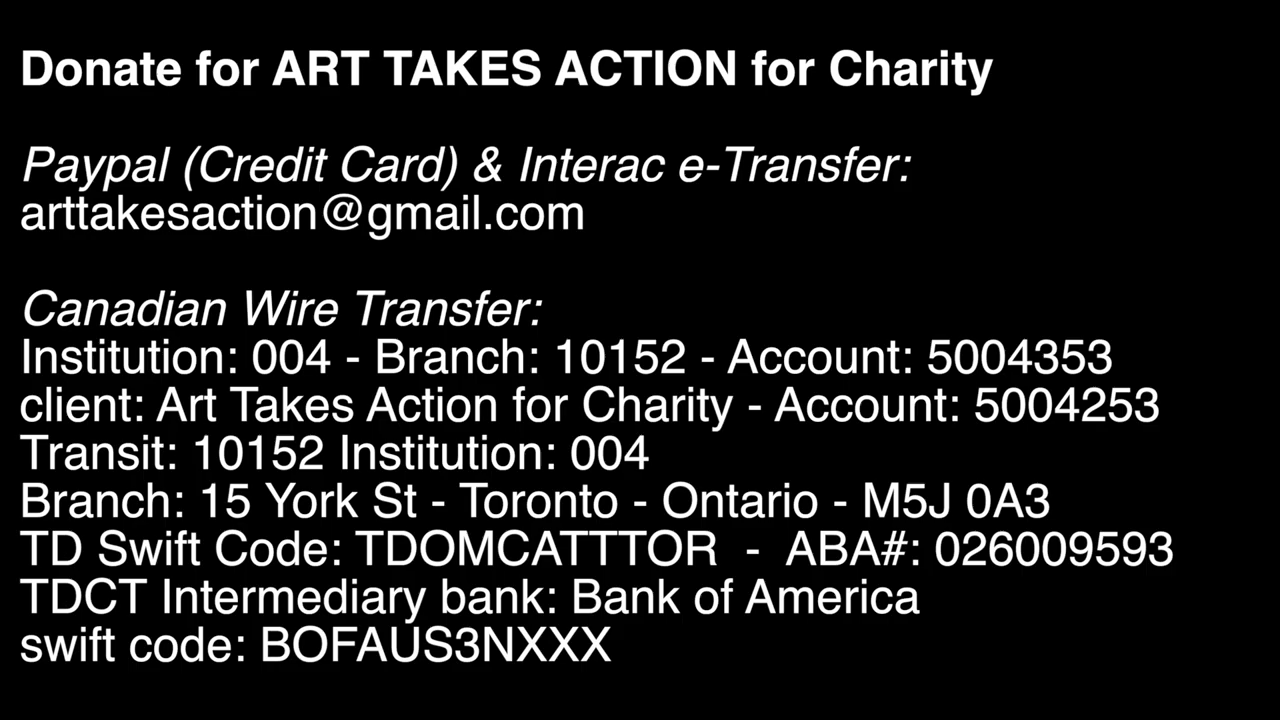 Donate for ART TAKES ACTION for Charity
Paypal (Credit Card) & Interac e-Transfer:
arttakesaction@gmail.com
Canadian Wire Transfer:
Institution: 004 - Branch: 10152 - Account: 5004353
client: Art Takes Action for Charity - Account: 5004253
Transit: 10152 Institution: 004
Branch: 15 York St - Toronto - Ontario - M5J 0A3
TD Swift Code: TDOMCATTTOR - ABA#: 026009593
TDCT Intermediary bank: Bank of America
swift code: BOFAUS3NXXX